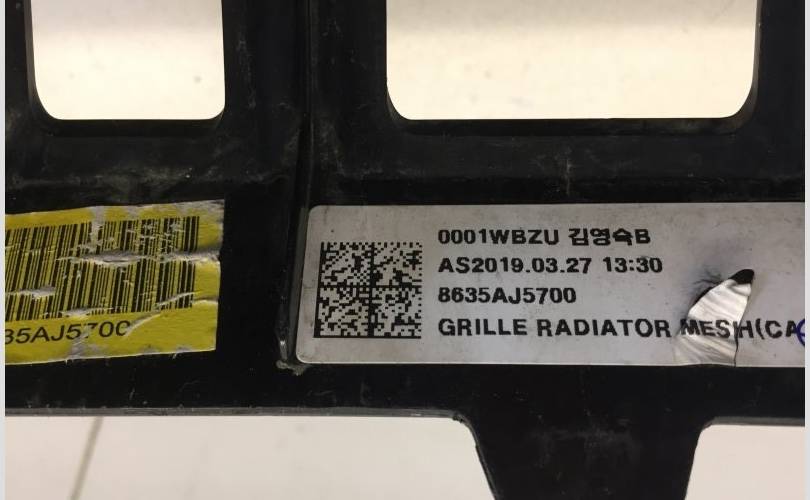 35AJ5700
0001WBZU 김영숙B
AS2019.03.27 13:30
8635AJ5700
GRILLE RADIATOR MESH(CA